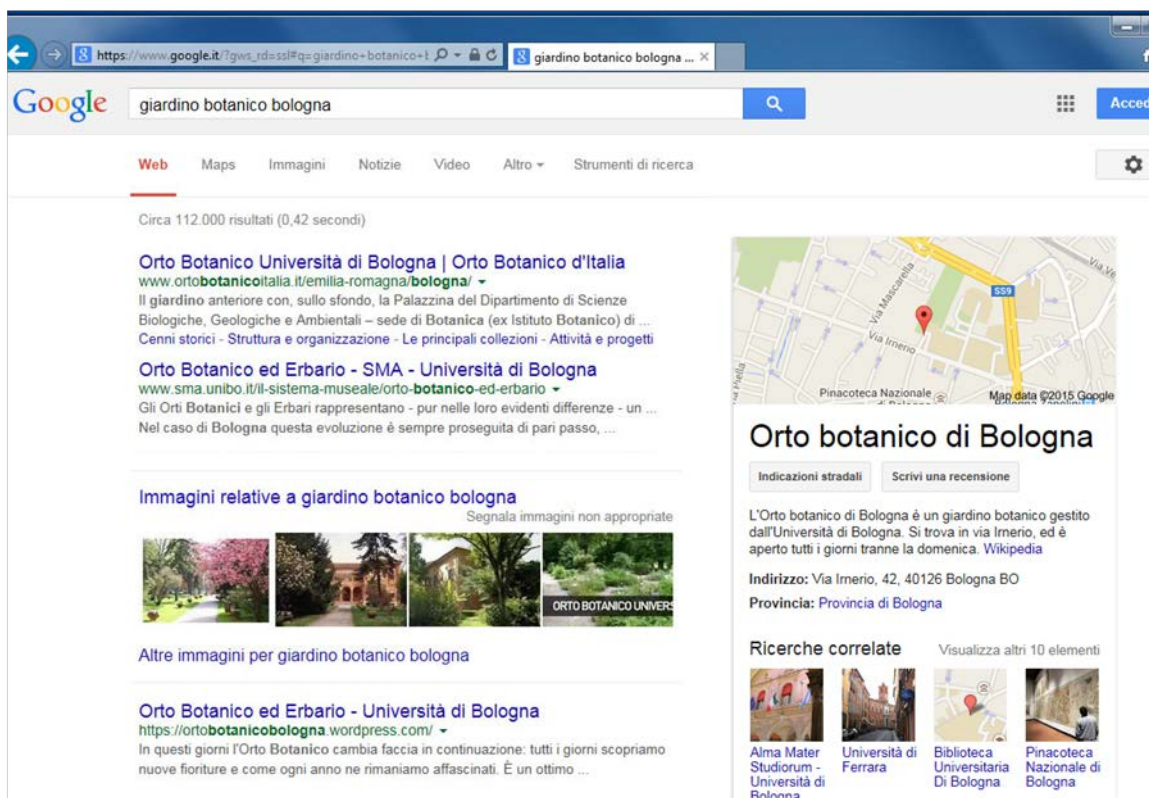 https://www.google.it/?gws_rd=ssl#q=giardino+botanico+b
giardino botanico bologna ...
Google
giardino botanico bologna
Acced
Web Maps Immagini Notizie Video Altro Strumenti di ricerca
Circa 112.000 risultati (0,42 secondi)
Orto Botanico Università di Bologna | Orto Botanico d'Italia
www.ortobotanicoitalia.it/emilia-romagna/bologna/
Il giardino anteriore con, sullo sfondo, la Palazzina del Dipartimento di Scienze
Biologiche, Geologiche e Ambientali – sede di Botanica (ex Istituto Botanico) di ...
Cenni storici - Struttura e organizzazione - Le principali collezioni - Attività e progetti
Orto Botanico ed Erbario - SMA - Università di Bologna
www.sma.unibo.it/il-sistema-museale/orto-botanico-ed-erbario
Gli Orti Botanici e gli Erbari rappresentano - pur nelle loro evidenti differenze - un ...
Nel caso di Bologna questa evoluzione è sempre proseguita di pari passo, ...
Immagini relative a giardino botanico bologna
Segnala immagini non appropriate
ORTO BOTANICO UNIVERS
Altre immagini per giardino botanico bologna
Orto Botanico ed Erbario - Università di Bologna
https://ortobotanicobologna.wordpress.com/
In questi giorni l'Orto Botanico cambia faccia in continuazione: tutti i giorni scopriamo
nuove fioriture e come ogni anno ne rimaniamo affascinati. È un ottimo ...
Via Mascarella
SS9
Via Irnerio
Pinacoteca Nazionale
Map data ©2015 Google
Orto botanico di Bologna
Indicazioni stradali Scrivi una recensione
L'Orto botanico di Bologna è un giardino botanico gestito
dall'Università di Bologna. Si trova in via Irnerio, ed è
aperto tutti i giorni tranne la domenica. Wikipedia
Indirizzo: Via Irnerio, 42, 40126 Bologna BO
Provincia: Provincia di Bologna
Ricerche correlate Visualizza altri 10 elementi
Alma Mater
Studiorum -
Università di
Bologna
Università di
Ferrara
Biblioteca
Universitaria
Di Bologna
Pinacoteca
Nazionale di
Bologna